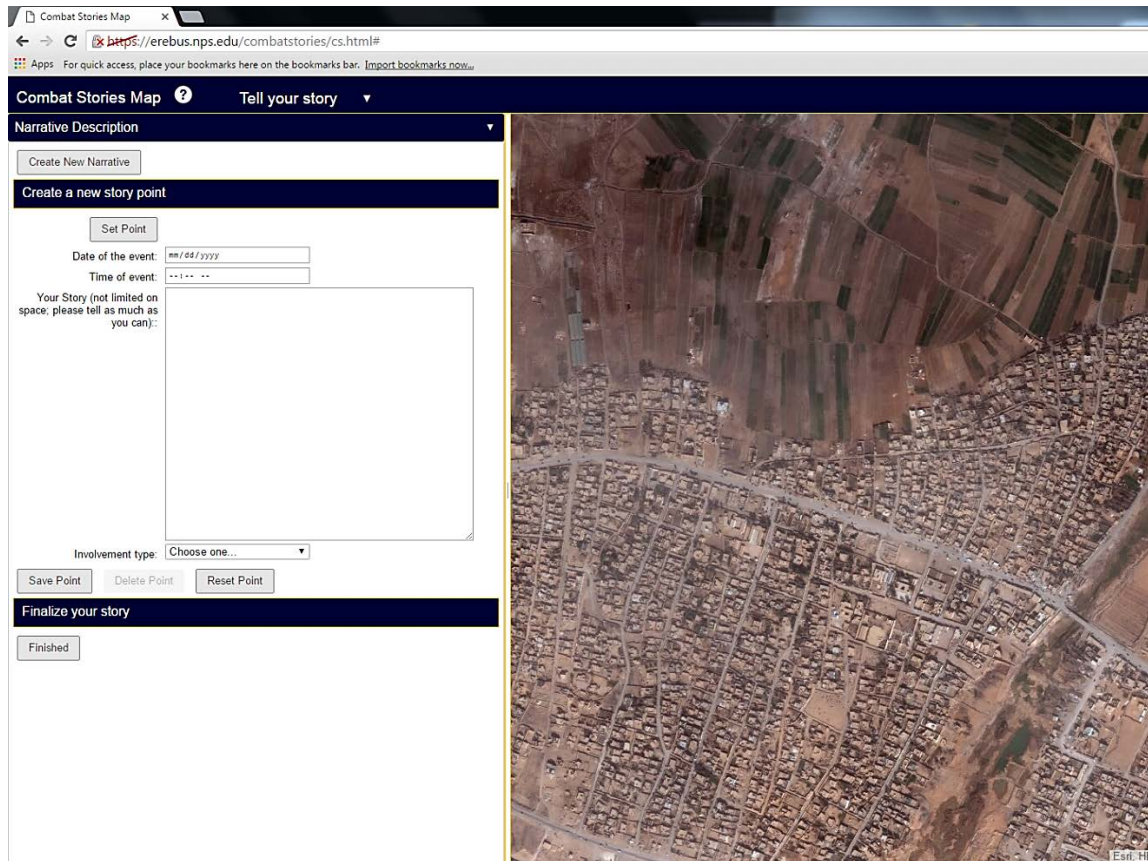 Combat Stories Map
https://erebus.nps.edu/combatstories/cs.html#
Apps For quick access, place your bookmarks here on the bookmarks bar. Import bookmarks now...
Combat Stories Map ? Tell your story ▼
Narrative Description ▼
Create New Narrative
Create a new story point
Set Point
Date of the event: mm/dd/yyyy
Time of event: --:-- --
Your Story (not limited on
space; please tell as much as
you can)::
Involvement type: Choose one... ▼
Save Point Delete Point Reset Point
Finalize your story
Finished
Esri, H